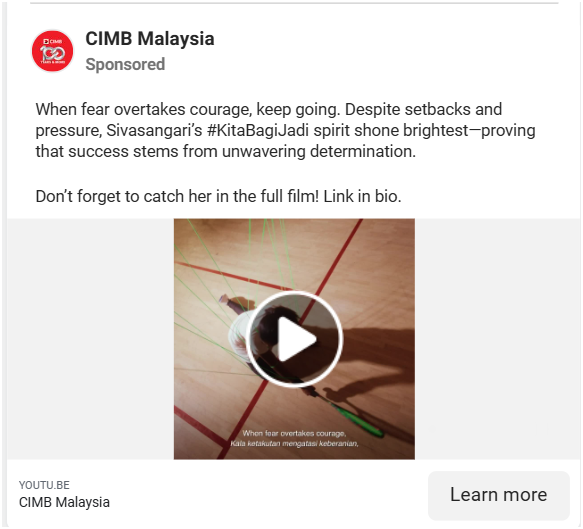 CIMB Malaysia
Sponsored
When fear overtakes courage, keep going. Despite setbacks and
pressure, Sivasangari's #KitaBagiJadi spirit shone brightest—proving
that success stems from unwavering determination.
Don't forget to catch her in the full film! Link in bio.
When fear overtakes courage,
Kala ketakutan mengatasi keberanian,
YOUTU.BE
CIMB Malaysia
Learn more